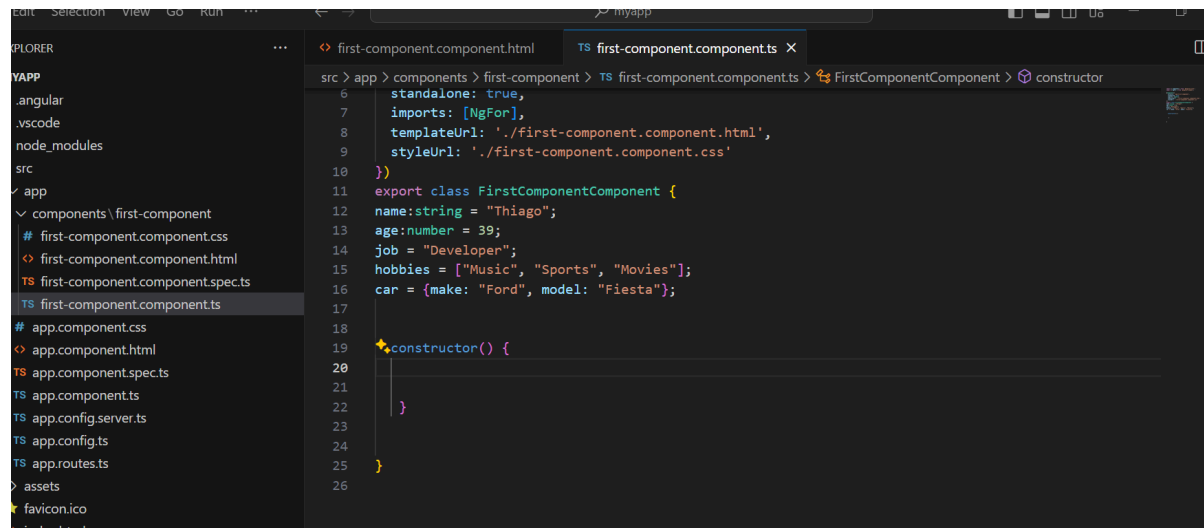 Edit Selection View Go Run ···
myapp
EXPLORER ···
MYAPP
.angular
.vscode
node_modules
src
app
components\first-component
# first-component.component.css
<> first-component.component.html
TS first-component.component.spec.ts
TS first-component.component.ts
# app.component.css
<> app.component.html
TS app.component.spec.ts
TS app.component.ts
TS app.config.server.ts
TS app.config.ts
TS app.routes.ts
assets
favicon.ico
<> first-component.component.html TS first-component.component.ts X
src > app > components > first-component > TS first-component.component.ts > FirstComponentComponent > constructor
6 standalone: true,
7 imports: [NgFor],
8 templateUrl: './first-component.component.html',
9 styleUrl: './first-component.component.css'
10 })
11 export class FirstComponentComponent {
12 name:string = "Thiago";
13 age:number = 39;
14 job = "Developer";
15 hobbies = ["Music", "Sports", "Movies"];
16 car = {make: "Ford", model: "Fiesta"};
17
18
19 constructor() {
20
21
22 }
23
24
25 }
26